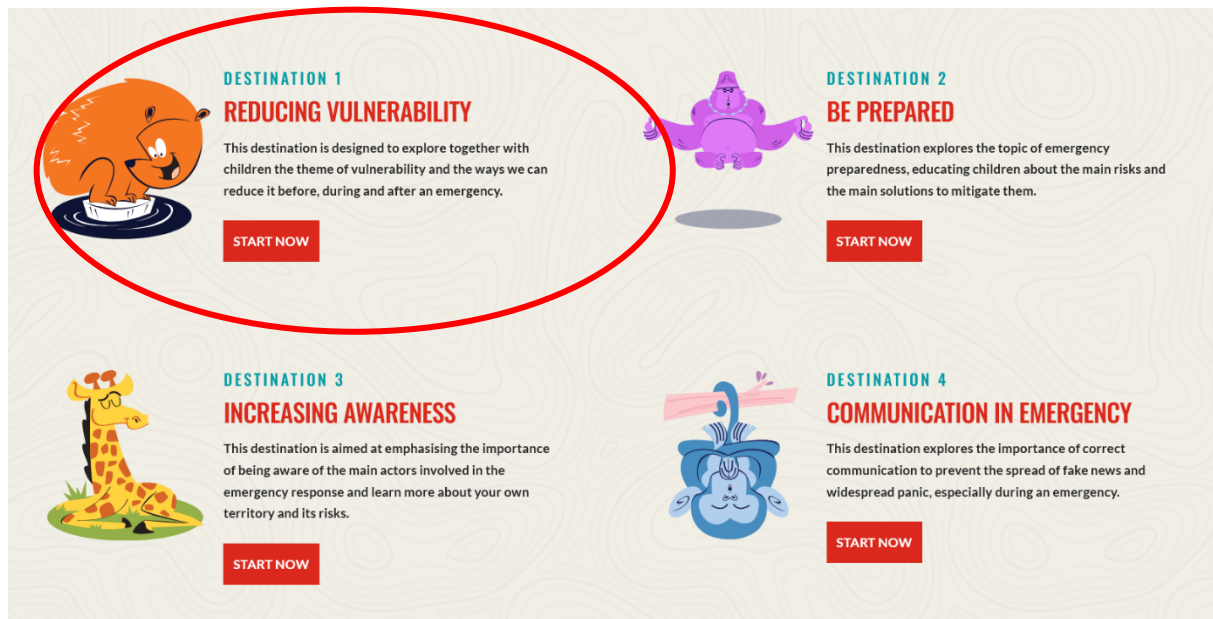 DESTINATION 1
REDUCING VULNERABILITY
This destination is designed to explore together with
children the theme of vulnerability and the ways we can
reduce it before, during and after an emergency.
START NOW
DESTINATION 2
BE PREPARED
This destination explores the topic of emergency
preparedness, educating children about the main risks and
the main solutions to mitigate them.
START NOW
DESTINATION 3
INCREASING AWARENESS
This destination is aimed at emphasising the importance
of being aware of the main actors involved in the
emergency response and learn more about your own
territory and its risks.
START NOW
DESTINATION 4
COMMUNICATION IN EMERGENCY
This destination explores the importance of correct
communication to prevent the spread of fake news and
widespread panic, especially during an emergency.
START NOW